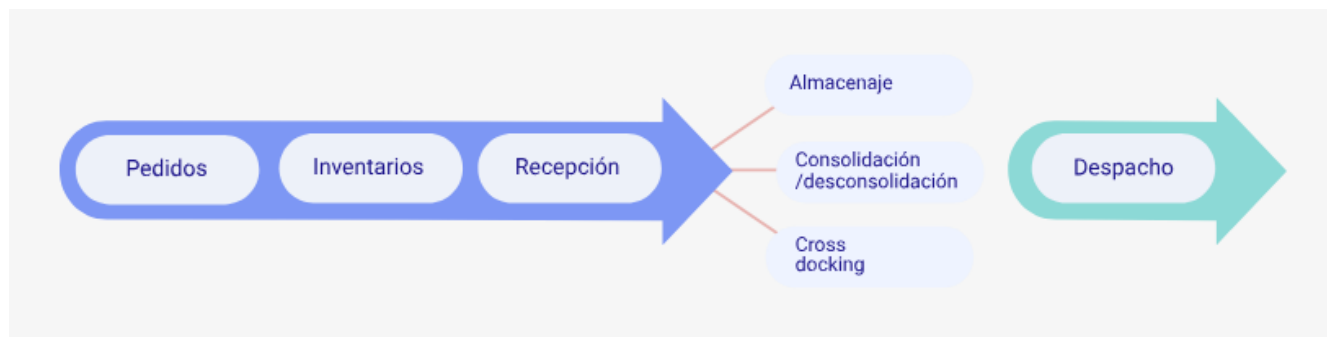 Pedidos
Inventarios
Recepción
Almacenaje
Consolidación
/desconsolidación
Cross
docking
Despacho